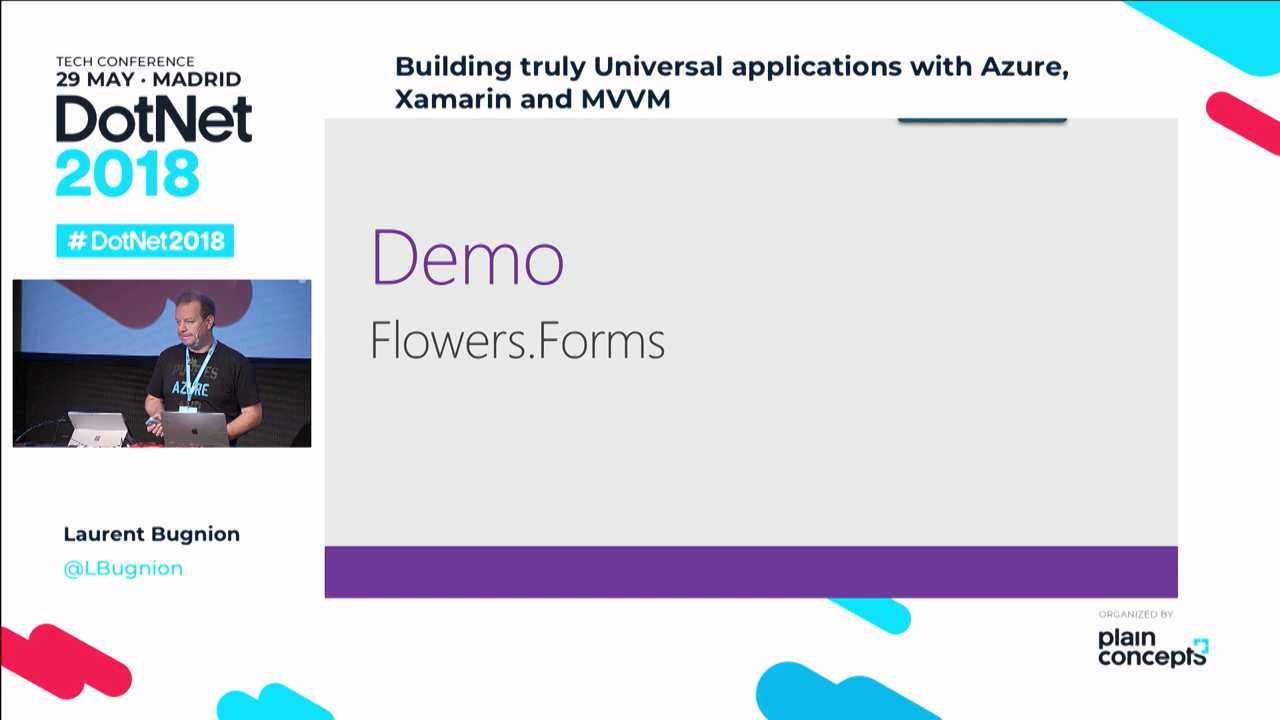 TECH CONFERENCE
29 MAY · MADRID
DotNet
2018
#DotNet2018
Building truly Universal applications with Azure,
Xamarin and MVVM
Demo
Flowers.Forms
AZURE
Laurent Bugnion
@LBugnion
ORGANIZED BY
plain
concepts